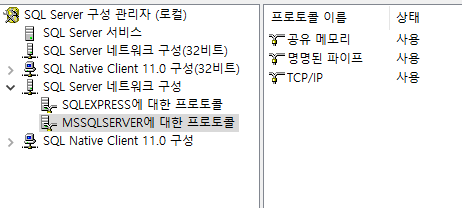 SQL Server 구성 관리자 (로컬)
SQL Server 서비스
SQL Server 네트워크 구성(32비트)
SQL Native Client 11.0 구성(32비트)
SQL Server 네트워크 구성
SQLEXPRESS에 대한 프로토콜
MSSQLSERVER에 대한 프로토콜
SQL Native Client 11.0 구성
프로토콜 이름 상태
공유 메모리 사용
명명된 파이프 사용
TCP/IP 사용